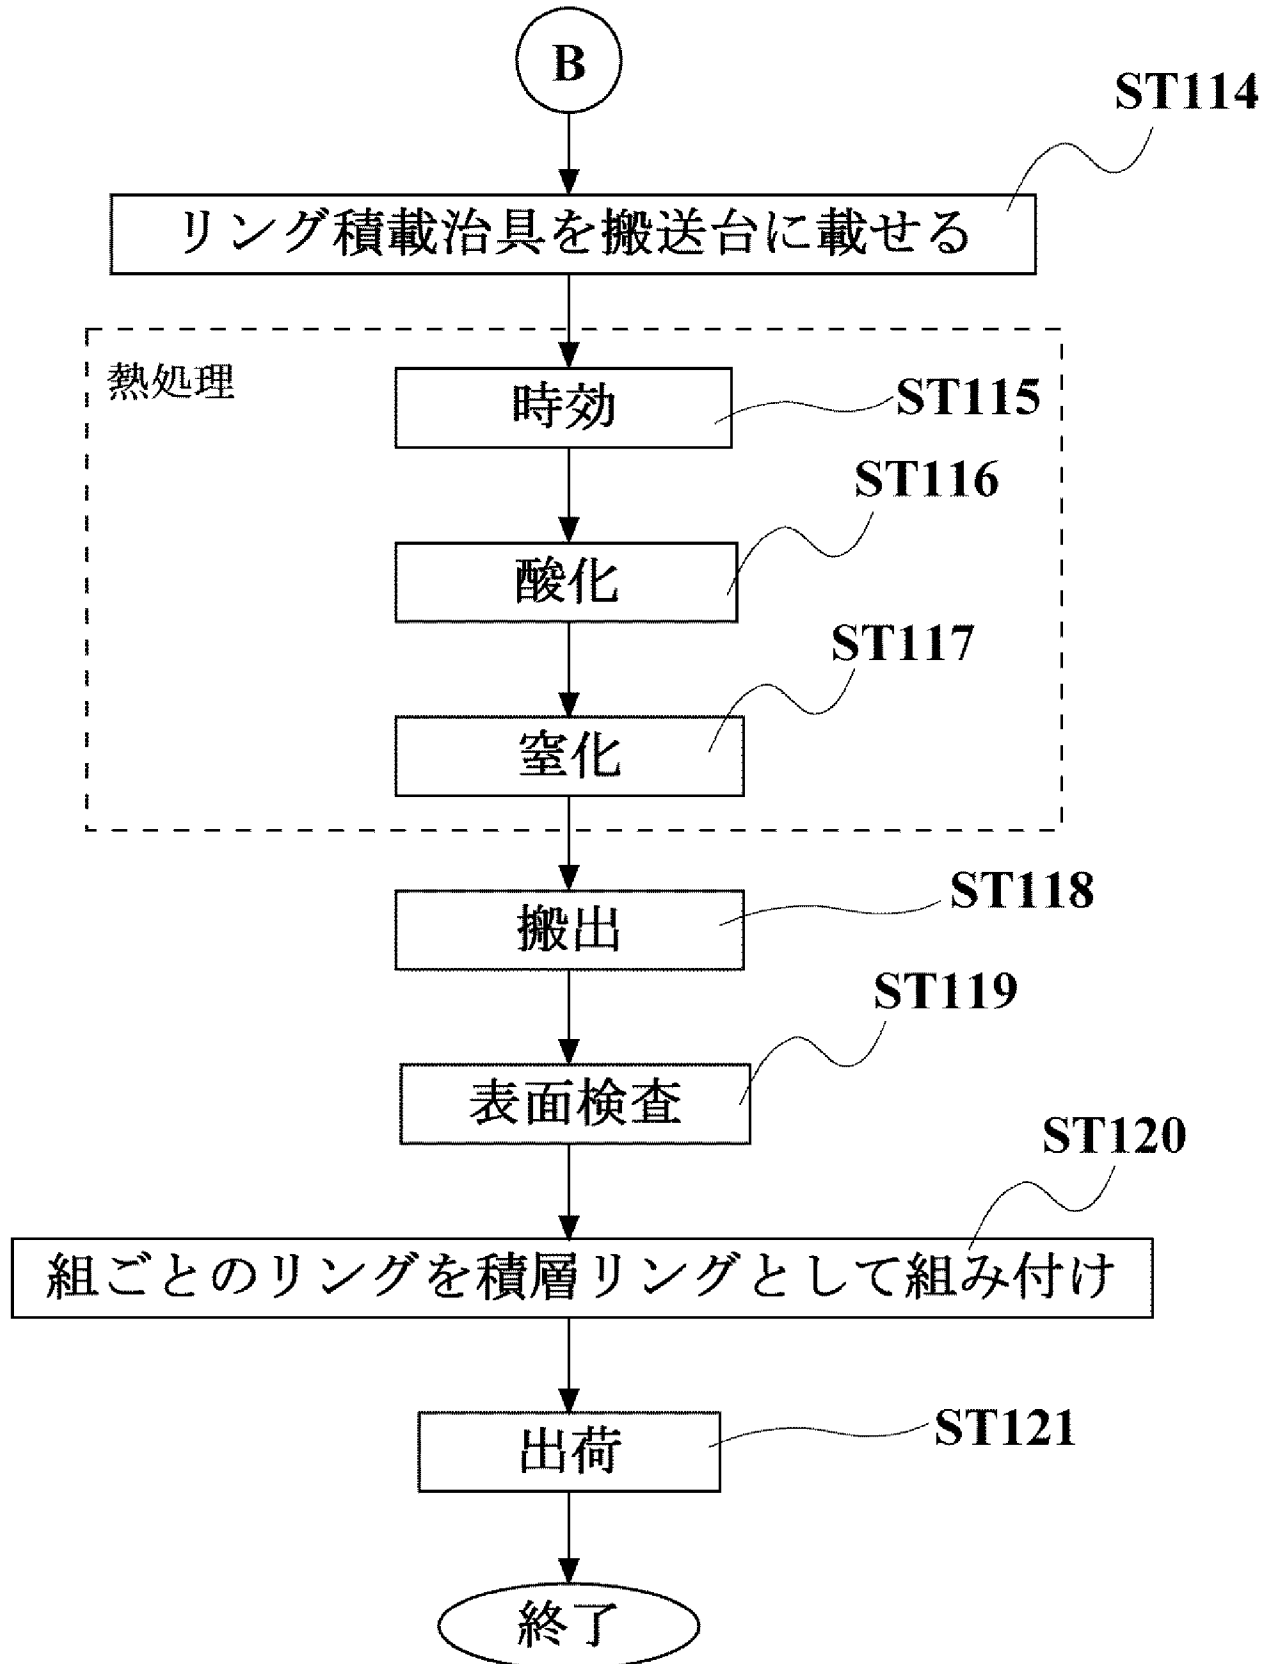 B
ST114
リング積載治具を搬送台に載せる
熱処理
時効
ST115
ST116
酸化
ST117
窒化
ST118
搬出
ST119
表面検査
ST120
組ごとのリングを積層リングとして組み付け
出荷
ST121
終了